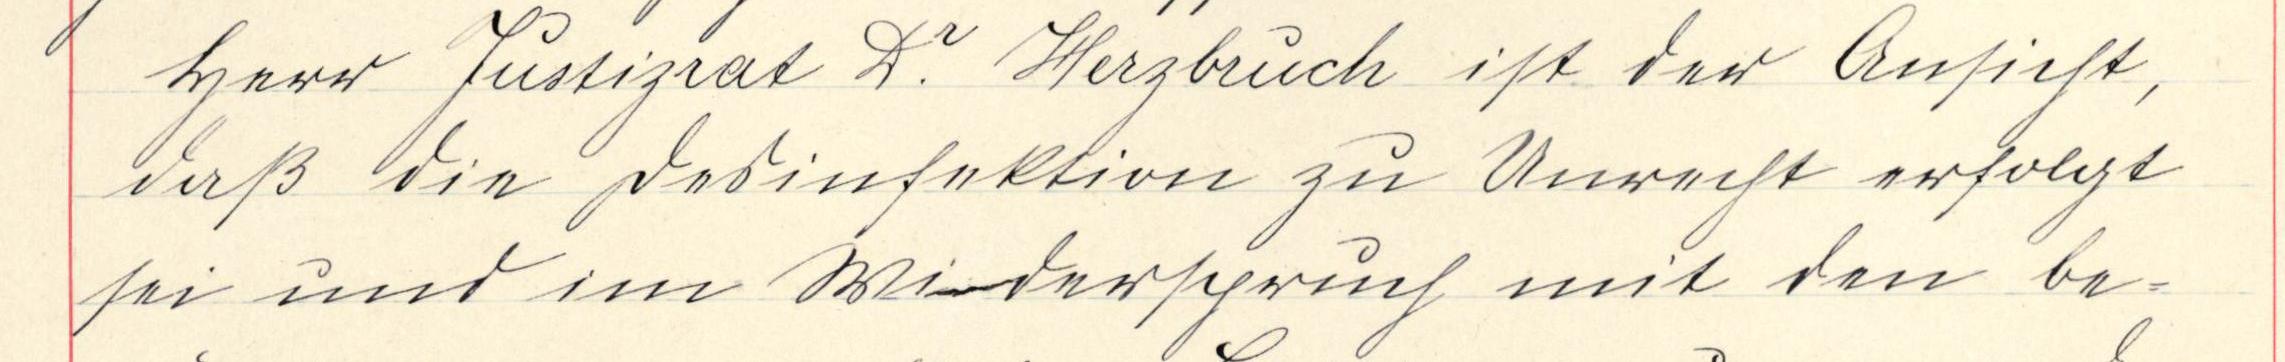 Herr Justizrat Dr. Herzbruch ist der Ansicht,
daß die Desinfektion zu Unrecht erfolgt
sei und im Widerspruch mit den be=